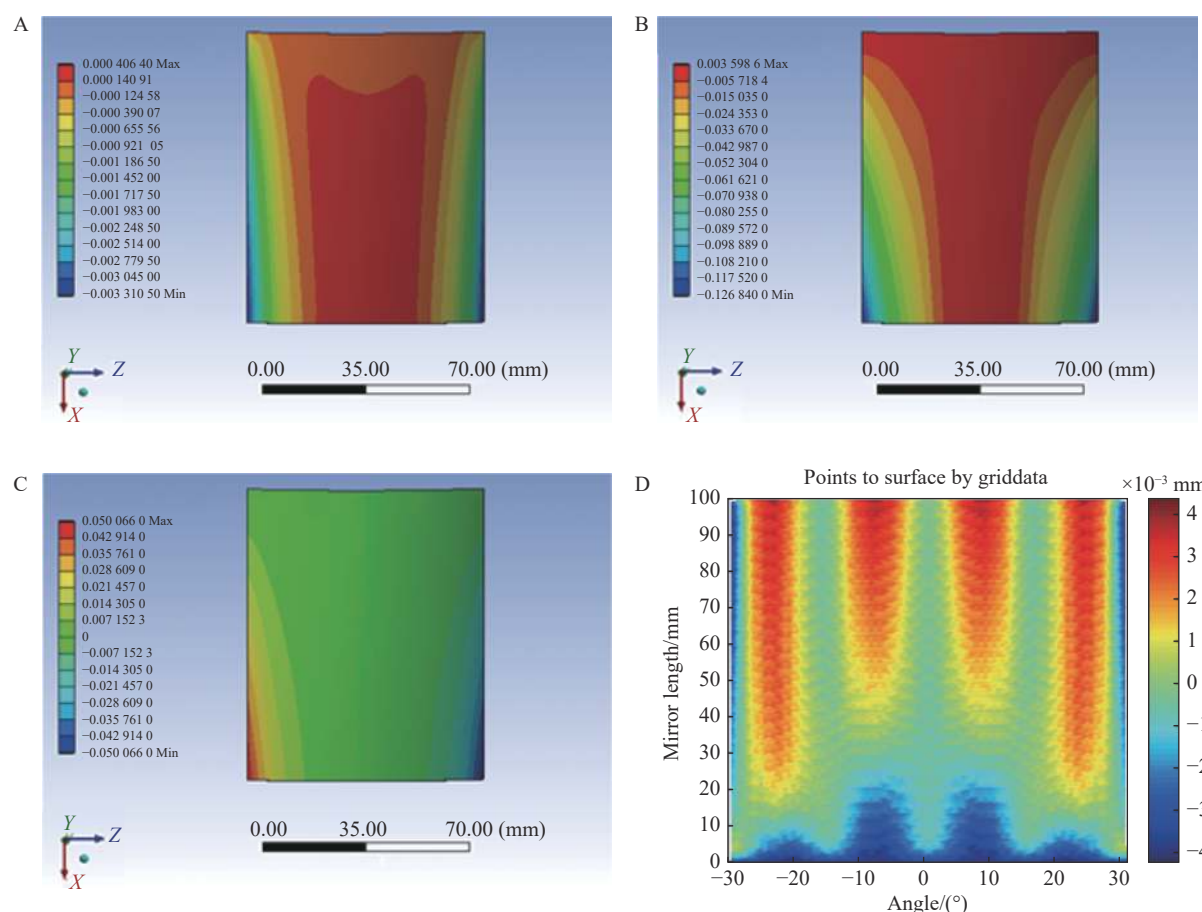 A
0.000 406 40 Max
0.000 140 91
−0.000 124 58
−0.000 390 07
−0.000 655 56
−0.000 921 05
−0.001 186 50
−0.001 452 00
−0.001 717 50
−0.001 983 00
−0.002 248 50
−0.002 514 00
−0.002 779 50
−0.003 045 00
−0.003 310 50 Min
Y
Z
X
0.00 35.00 70.00 (mm)
B
0.003 598 6 Max
−0.005 718 4
−0.015 035 0
−0.024 353 0
−0.033 670 0
−0.042 987 0
−0.052 304 0
−0.061 621 0
−0.070 938 0
−0.080 255 0
−0.089 572 0
−0.098 889 0
−0.108 210 0
−0.117 520 0
−0.126 840 0 Min
Y
Z
X
0.00 35.00 70.00 (mm)
C
0.050 066 0 Max
0.042 914 0
0.035 761 0
0.028 609 0
0.021 457 0
0.014 305 0
0.007 152 3
0
−0.007 152 3
−0.014 305 0
−0.021 457 0
−0.028 609 0
−0.035 761 0
−0.042 914 0
−0.050 066 0 Min
Y
Z
X
0.00 35.00 70.00 (mm)
D
Points to surface by griddata
×10⁻³ mm
100
90
80
70
60
50
40
30
20
10
0
Mirror length/mm
−30 −20 −10 0 10 20 30
Angle/(°)
4
3
2
1
0
−1
−2
−3
−4